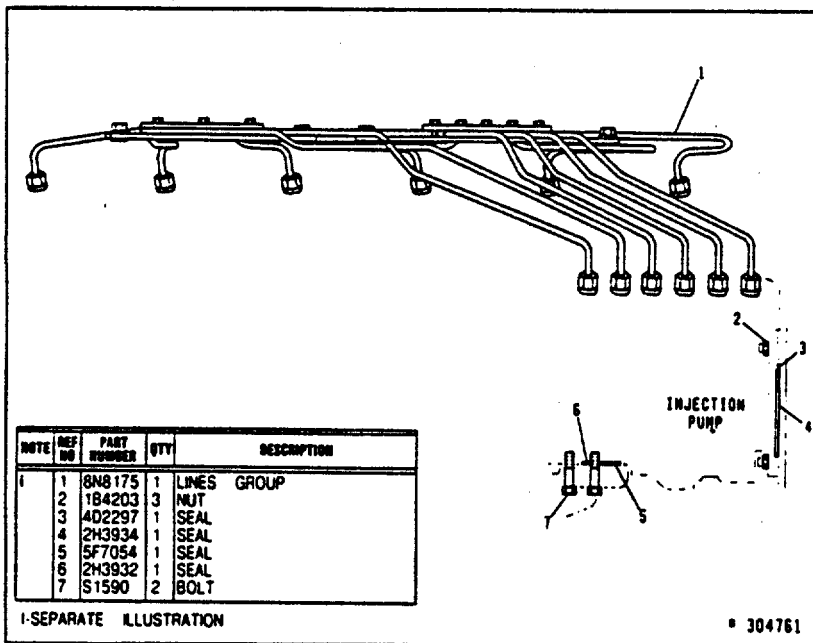 1
2
3
INJECTION
PUMP
4
6
7
5
NOTE REF NO PART NUMBER QTY DESCRIPTION
i 1 8N8175 1 LINES GROUP
2 1B4203 3 NUT
3 4D2297 1 SEAL
4 2H3934 1 SEAL
5 5F7054 1 SEAL
6 2H3932 1 SEAL
7 S1590 2 BOLT
I-SEPARATE ILLUSTRATION
304761